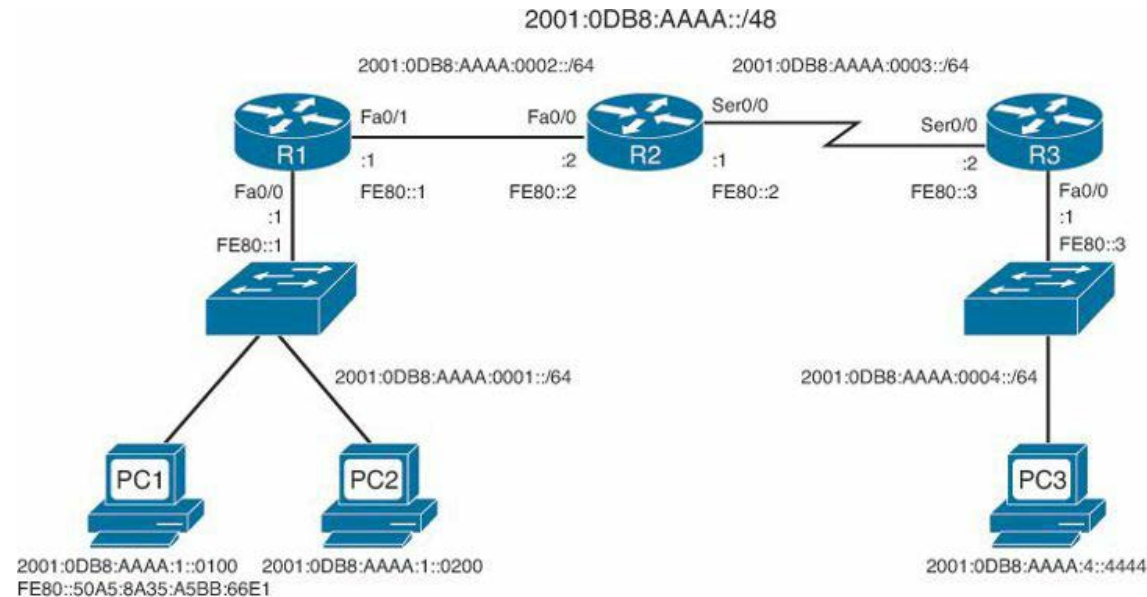 2001:0DB8:AAAA::/48
2001:0DB8:AAAA:0002::/64
2001:0DB8:AAAA:0003::/64
Fa0/1
Fa0/0
Ser0/0
Ser0/0
R1
R2
R3
:1
:2
:1
:2
FE80::1
FE80::2
FE80::2
FE80::3
Fa0/0
:1
FE80::1
Fa0/0
:1
FE80::3
2001:0DB8:AAAA:0001::/64
2001:0DB8:AAAA:0004::/64
PC1
PC2
PC3
2001:0DB8:AAAA:1::0100
FE80::50A5:8A35:A5BB:66E1
2001:0DB8:AAAA:1::0200
2001:0DB8:AAAA:4::4444